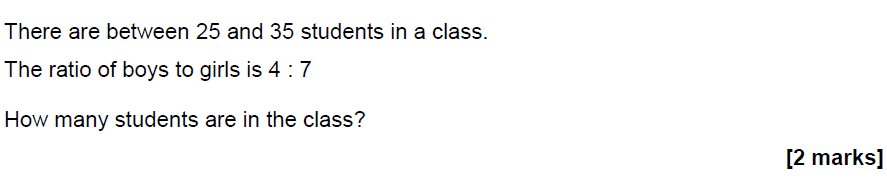 There are between 25 and 35 students in a class.
The ratio of boys to girls is 4 : 7
How many students are in the class?
[2 marks]